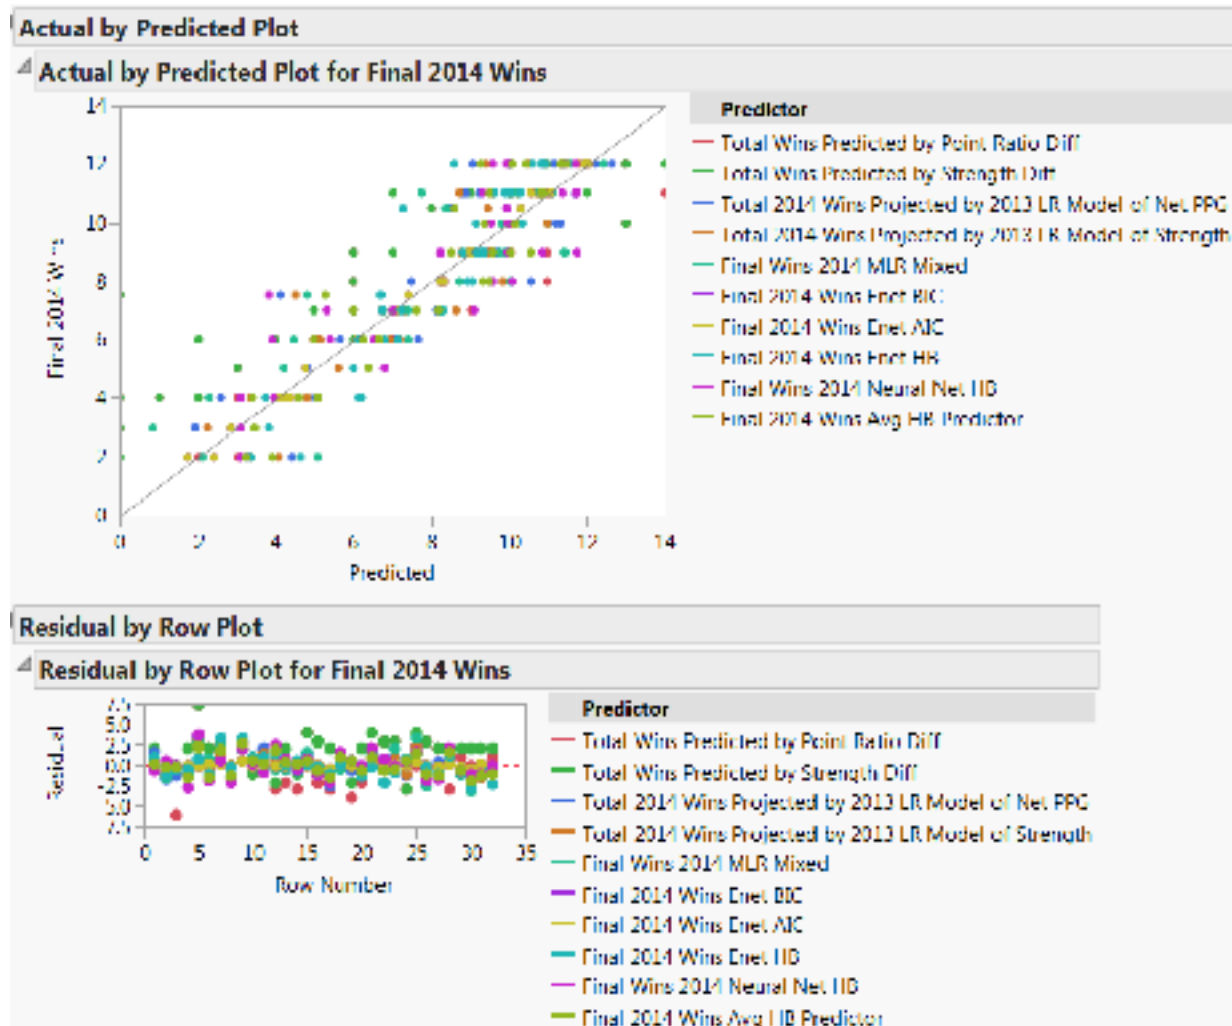 Actual by Predicted Plot
Actual by Predicted Plot for Final 2014 Wins
14
12
10
8
6
4
2
0
Final 2014 Wins
0 2 4 6 8 10 12 14
Predicted
Predictor
Total Wins Predicted by Point Ratio Diff
Total Wins Predicted by Strength Diff
Total 2014 Wins Projected by 2013 LR Model of Net PPG
Total 2014 Wins Projected by 2013 LR Model of Strength
Final Wins 2014 MLR Mixed
Final 2014 Wins Enet BIC
Final 2014 Wins Enet AIC
Final 2014 Wins Enet HB
Final Wins 2014 Neural Net HB
Final 2014 Wins Avg HB Predictor
Residual by Row Plot
Residual by Row Plot for Final 2014 Wins
7.5
5.0
2.5
0.0
-2.5
5.0
7.5
Residual
0 5 10 15 20 25 30 35
Row Number
Predictor
Total Wins Predicted by Point Ratio Diff
Total Wins Predicted by Strength Diff
Total 2014 Wins Projected by 2013 LR Model of Net PPG
Total 2014 Wins Projected by 2013 LR Model of Strength
Final Wins 2014 MLR Mixed
Final 2014 Wins Enet BIC
Final 2014 Wins Enet AIC
Final 2014 Wins Enet HB
Final Wins 2014 Neural Net HB
Final 2014 Wins Avg HB Predictor